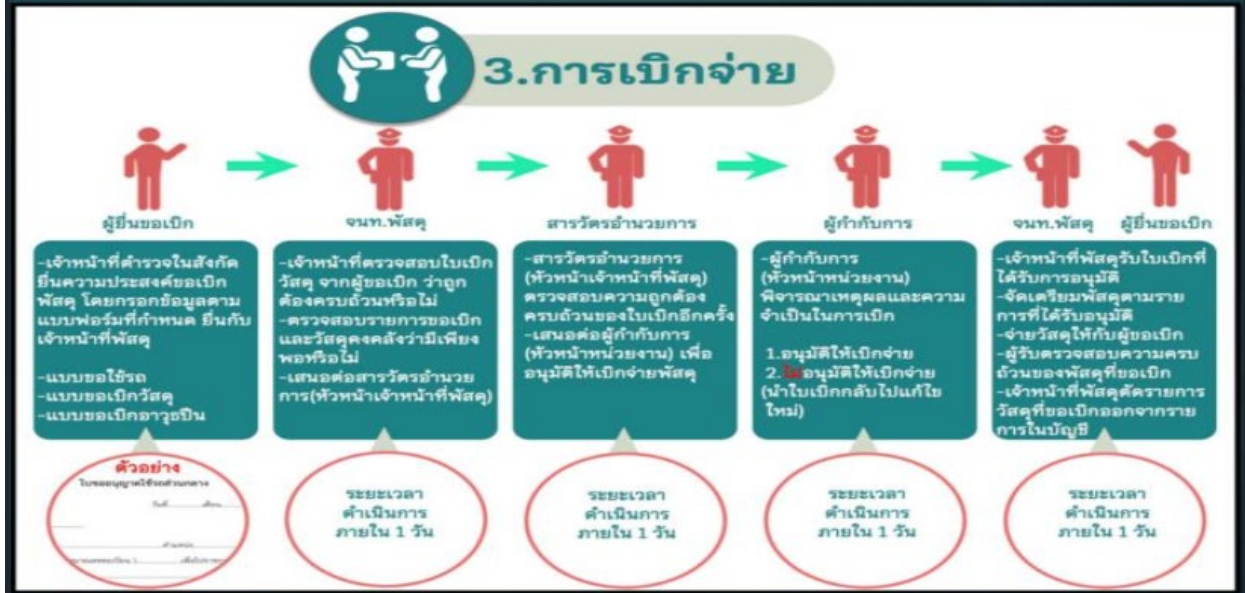 3.การเบิกจ่าย
ผู้ยื่นขอเบิก
จนท.พัสดุ
สารวัตรอำนวยการ
ผู้กำกับการ
จนท.พัสดุ
ผู้ยื่นขอเบิก
-เจ้าหน้าที่ตำรวจในสังกัด
ยื่นความประสงค์ขอเบิก
พัสดุ โดยกรอกข้อมูลตาม
แบบฟอร์มที่กำหนด ยื่นกับ
เจ้าหน้าที่พัสดุ
-แบบขอใช้รถ
-แบบขอเบิกวัสดุ
-แบบขอเบิกอาวุธปืน
-เจ้าหน้าที่ตรวจสอบใบเบิก
วัสดุ จากผู้ขอเบิก ว่าถูก
ต้องครบถ้วนหรือไม่
-ตรวจสอบรายการขอเบิก
และวัสดุคงคลังว่ามีเพียง
พอหรือไม่
-เสนอต่อสารวัตรอำนวย
การ(หัวหน้าเจ้าหน้าที่พัสดุ)
-สารวัตรอำนวยการ
(หัวหน้าเจ้าหน้าที่พัสดุ)
ตรวจสอบความถูกต้อง
ครบถ้วนของใบเบิกอีกครั้ง
-เสนอต่อผู้กำกับการ
(หัวหน้าหน่วยงาน) เพื่อ
อนุมัติให้เบิกจ่ายพัสดุ
-ผู้กำกับการ
(หัวหน้าหน่วยงาน)
พิจารณาเหตุผลและความ
จำเป็นในการเบิก
1.อนุมัติให้เบิกจ่าย
2.ไม่อนุมัติให้เบิกจ่าย
(นำใบเบิกกลับไปแก้ไข
ใหม่)
-เจ้าหน้าที่พัสดุรับใบเบิกที่
ได้รับการอนุมัติ
-จัดเตรียมพัสดุตามราย
การที่ได้รับอนุมัติ
-จ่ายวัสดุให้กับผู้ขอเบิก
-ผู้รับตรวจสอบความครบ
ถ้วนของพัสดุที่ขอเบิก
-เจ้าหน้าที่พัสดุตัดรายการ
วัสดุที่ขอเบิกออกจากราย
การในบัญชี
ตัวอย่าง
ใบขออนุญาตใช้รถส่วนกลาง
วันที่ เดือน
ตำแหน่ง
ระยะเวลา
ดำเนินการ
ภายใน 1 วัน
ระยะเวลา
ดำเนินการ
ภายใน 1 วัน
ระยะเวลา
ดำเนินการ
ภายใน 1 วัน
ระยะเวลา
ดำเนินการ
ภายใน 1 วัน